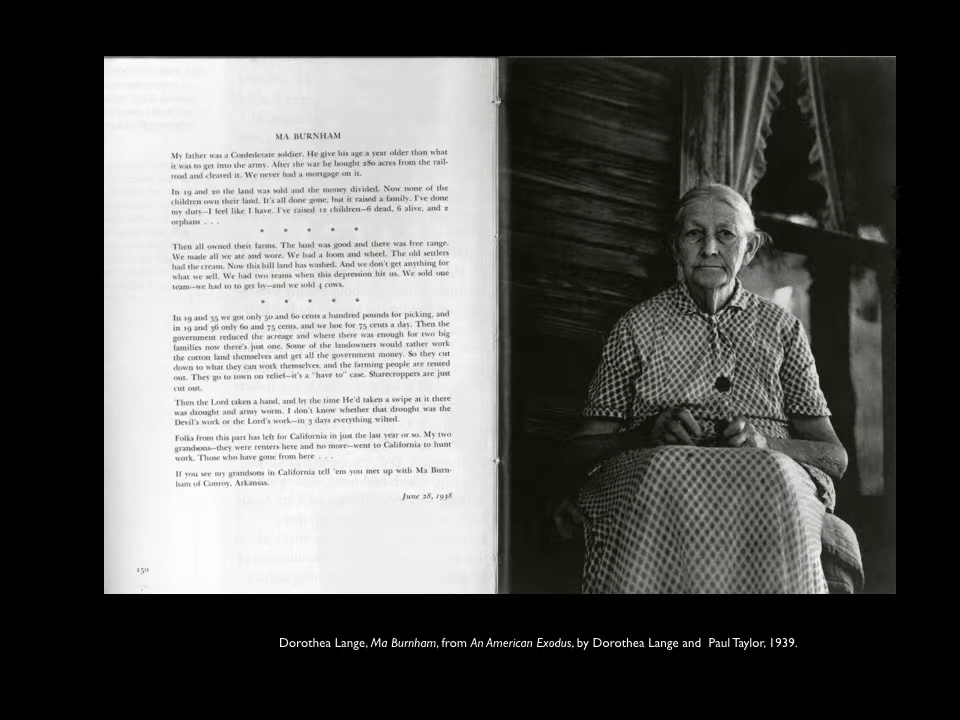 MA BURNHAM
My father was a Confederate soldier. He give his age a year older than what
it was to get into the army. After the war he bought 280 acres from the rail-
road and cleared it. We never had a mortgage on it.
In 19 and 20 the land was sold and the money divided. Now none of the
children own their land. It's all done gone, but it raised a family. I've done
my duty—I feel like I have. I've raised 12 children—6 dead, 6 alive, and 2
orphans . . .
* * * * *
Then all owned their farms. The land was good and there was free range.
We made all we ate and wore. We had a loom and wheel. The old settlers
had the cream. Now this hill land has washed. And we don't get anything for
what we sell. We had two teams when this depression hit us. We sold one
team—we had to to get by—and we sold 4 cows.
* * * * *
In 19 and 35 we got only 50 and 60 cents a hundred pounds for picking, and
in 19 and 36 only 60 and 75 cents, and we hoe for 75 cents a day. Then the
government reduced the acreage and where there was enough for two big
families now there's just one. Some of the landowners would rather work
the cotton land themselves and get all the government money. So they cut
down to what they can work themselves, and the farming people are rented
out. They go to town on relief—it's a "have to" case. Sharecroppers are just
cut out.
Then the Lord taken a hand, and by the time He'd taken a swipe at it there
was drought and army worm. I don't know whether that drought was the
Devil's work or the Lord's work—in 3 days everything wilted.
Folks from this part has left for California in just the last year or so. My two
grandsons—they were renters here and no more—went to California to hunt
work. Those who have gone from here . . .
If you see my grandsons in California tell 'em you met up with Ma Burn-
ham of Conroy, Arkansas.
June 28, 1938
150
Dorothea Lange, Ma Burnham, from An American Exodus, by Dorothea Lange and Paul Taylor, 1939.